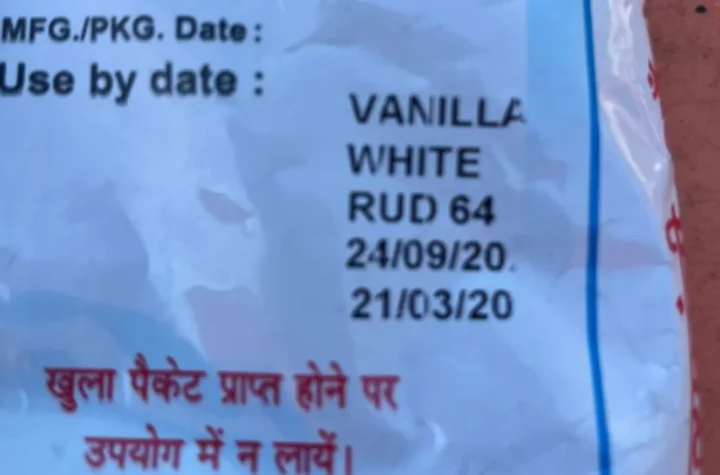 MFG./PKG. Date :
Use by date :
VANILLA
WHITE
RUD 64
24/09/20
21/03/20
खुला पैकेट प्राप्त होने पर
उपयोग में न लायें।